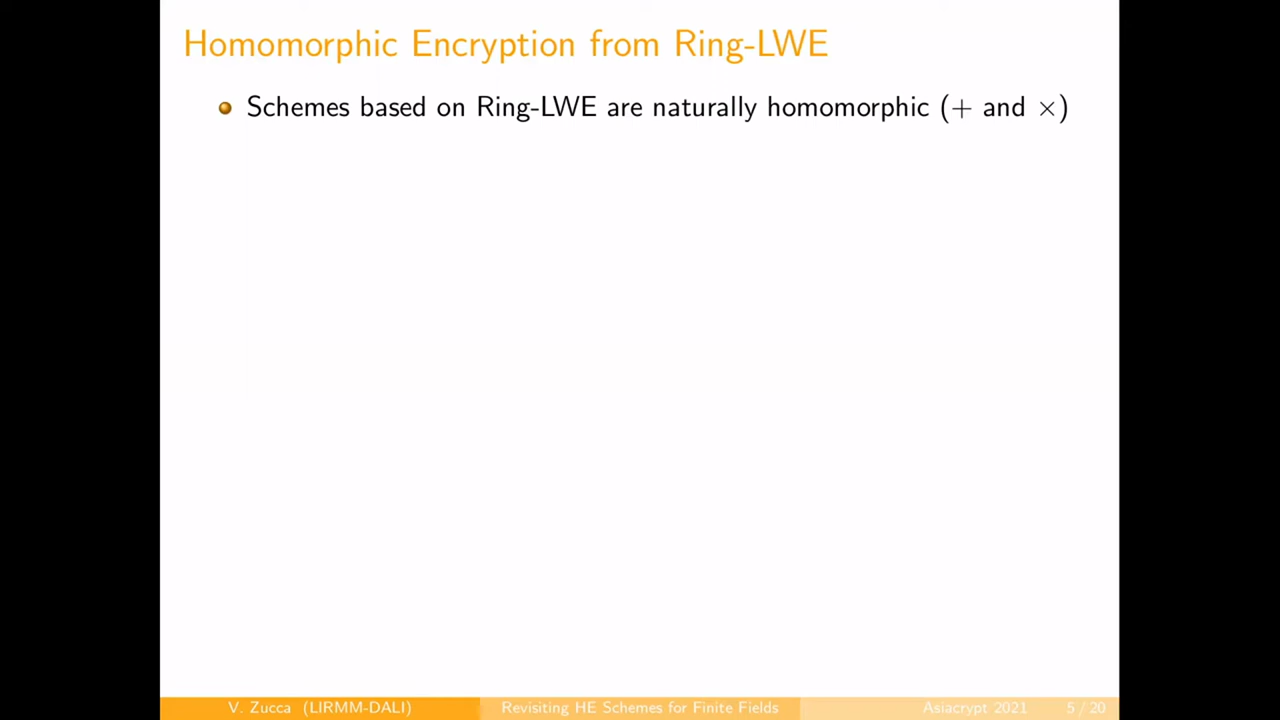 Homomorphic Encryption from Ring-LWE
Schemes based on Ring-LWE are naturally homomorphic (+ and ×)
V. Zucca (LIRMM-DALI) Revisiting HE Schemes for Finite Fields Asiacrypt 2021 5 / 20